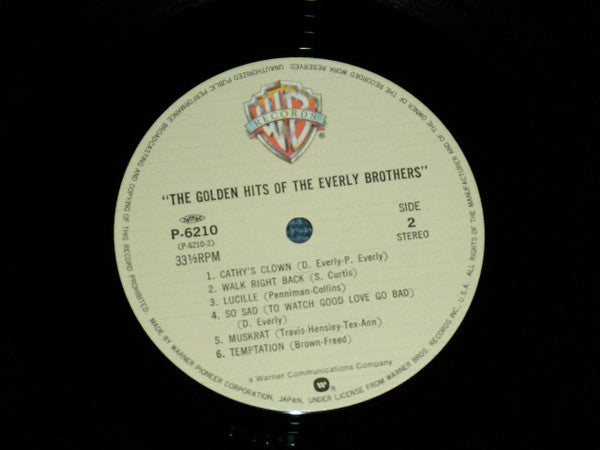 UNAUTHORIZED PUBLIC PERFORMANCE BROADCASTING AND COPYING OF THIS RECORD PROHIBITED. MADE BY WARNER-PIONEER CORPORATION, JAPAN, UNDER LICENSE FROM WARNER BROS. RECORDS INC. U.S.A. ALL RIGHTS OF THE MANUFACTURER AND OF THE OWNER OF THE RECORDED WORK RESERVED.
WB
RECORDS
®
"THE GOLDEN HITS OF THE EVERLY BROTHERS"
P-6210
(P-6210-2)
33⅓RPM
SIDE
2
STEREO
1. CATHY'S CLOWN (D. Everly-P. Everly)
2. WALK RIGHT BACK (S. Curtis)
3. LUCILLE (Penniman-Collins)
4. SO SAD (TO WATCH GOOD LOVE GO BAD)
(D. Everly)
5. MUSKRAT (Travis-Hensley-Tex-Ann)
6. TEMPTATION (Brown-Freed)
a Warner Communications Company
®